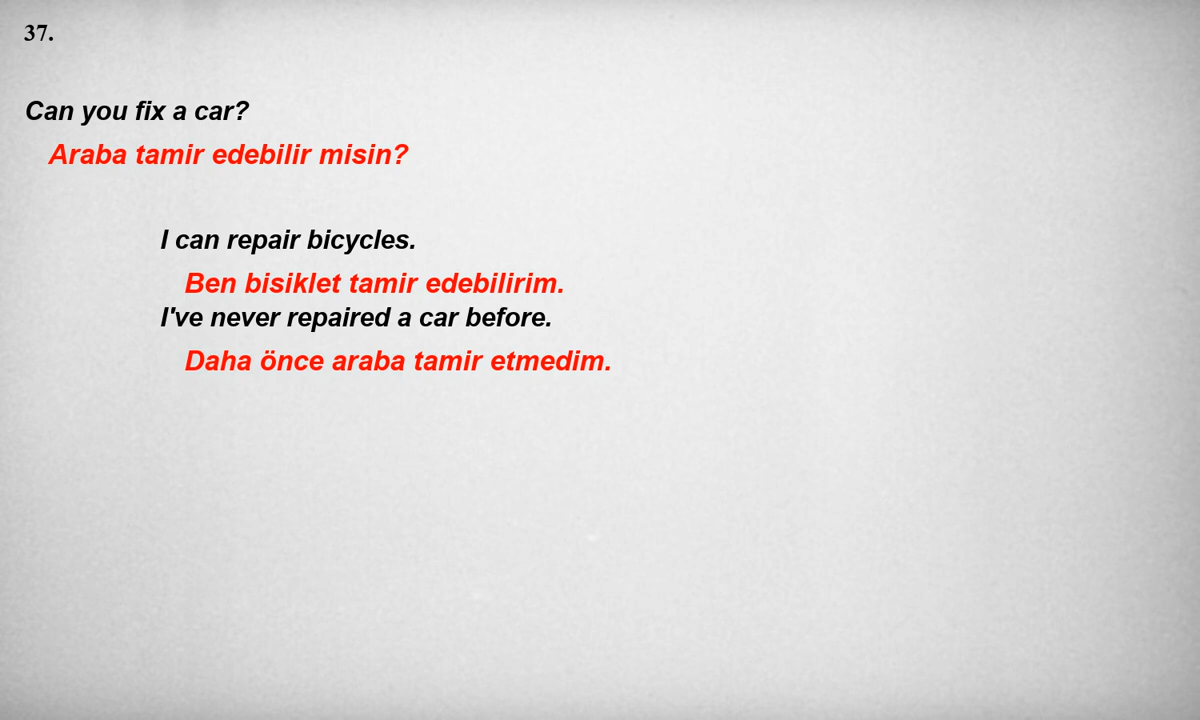 37.
Can you fix a car?
Araba tamir edebilir misin?
I can repair bicycles.
Ben bisiklet tamir edebilirim.
I've never repaired a car before.
Daha önce araba tamir etmedim.